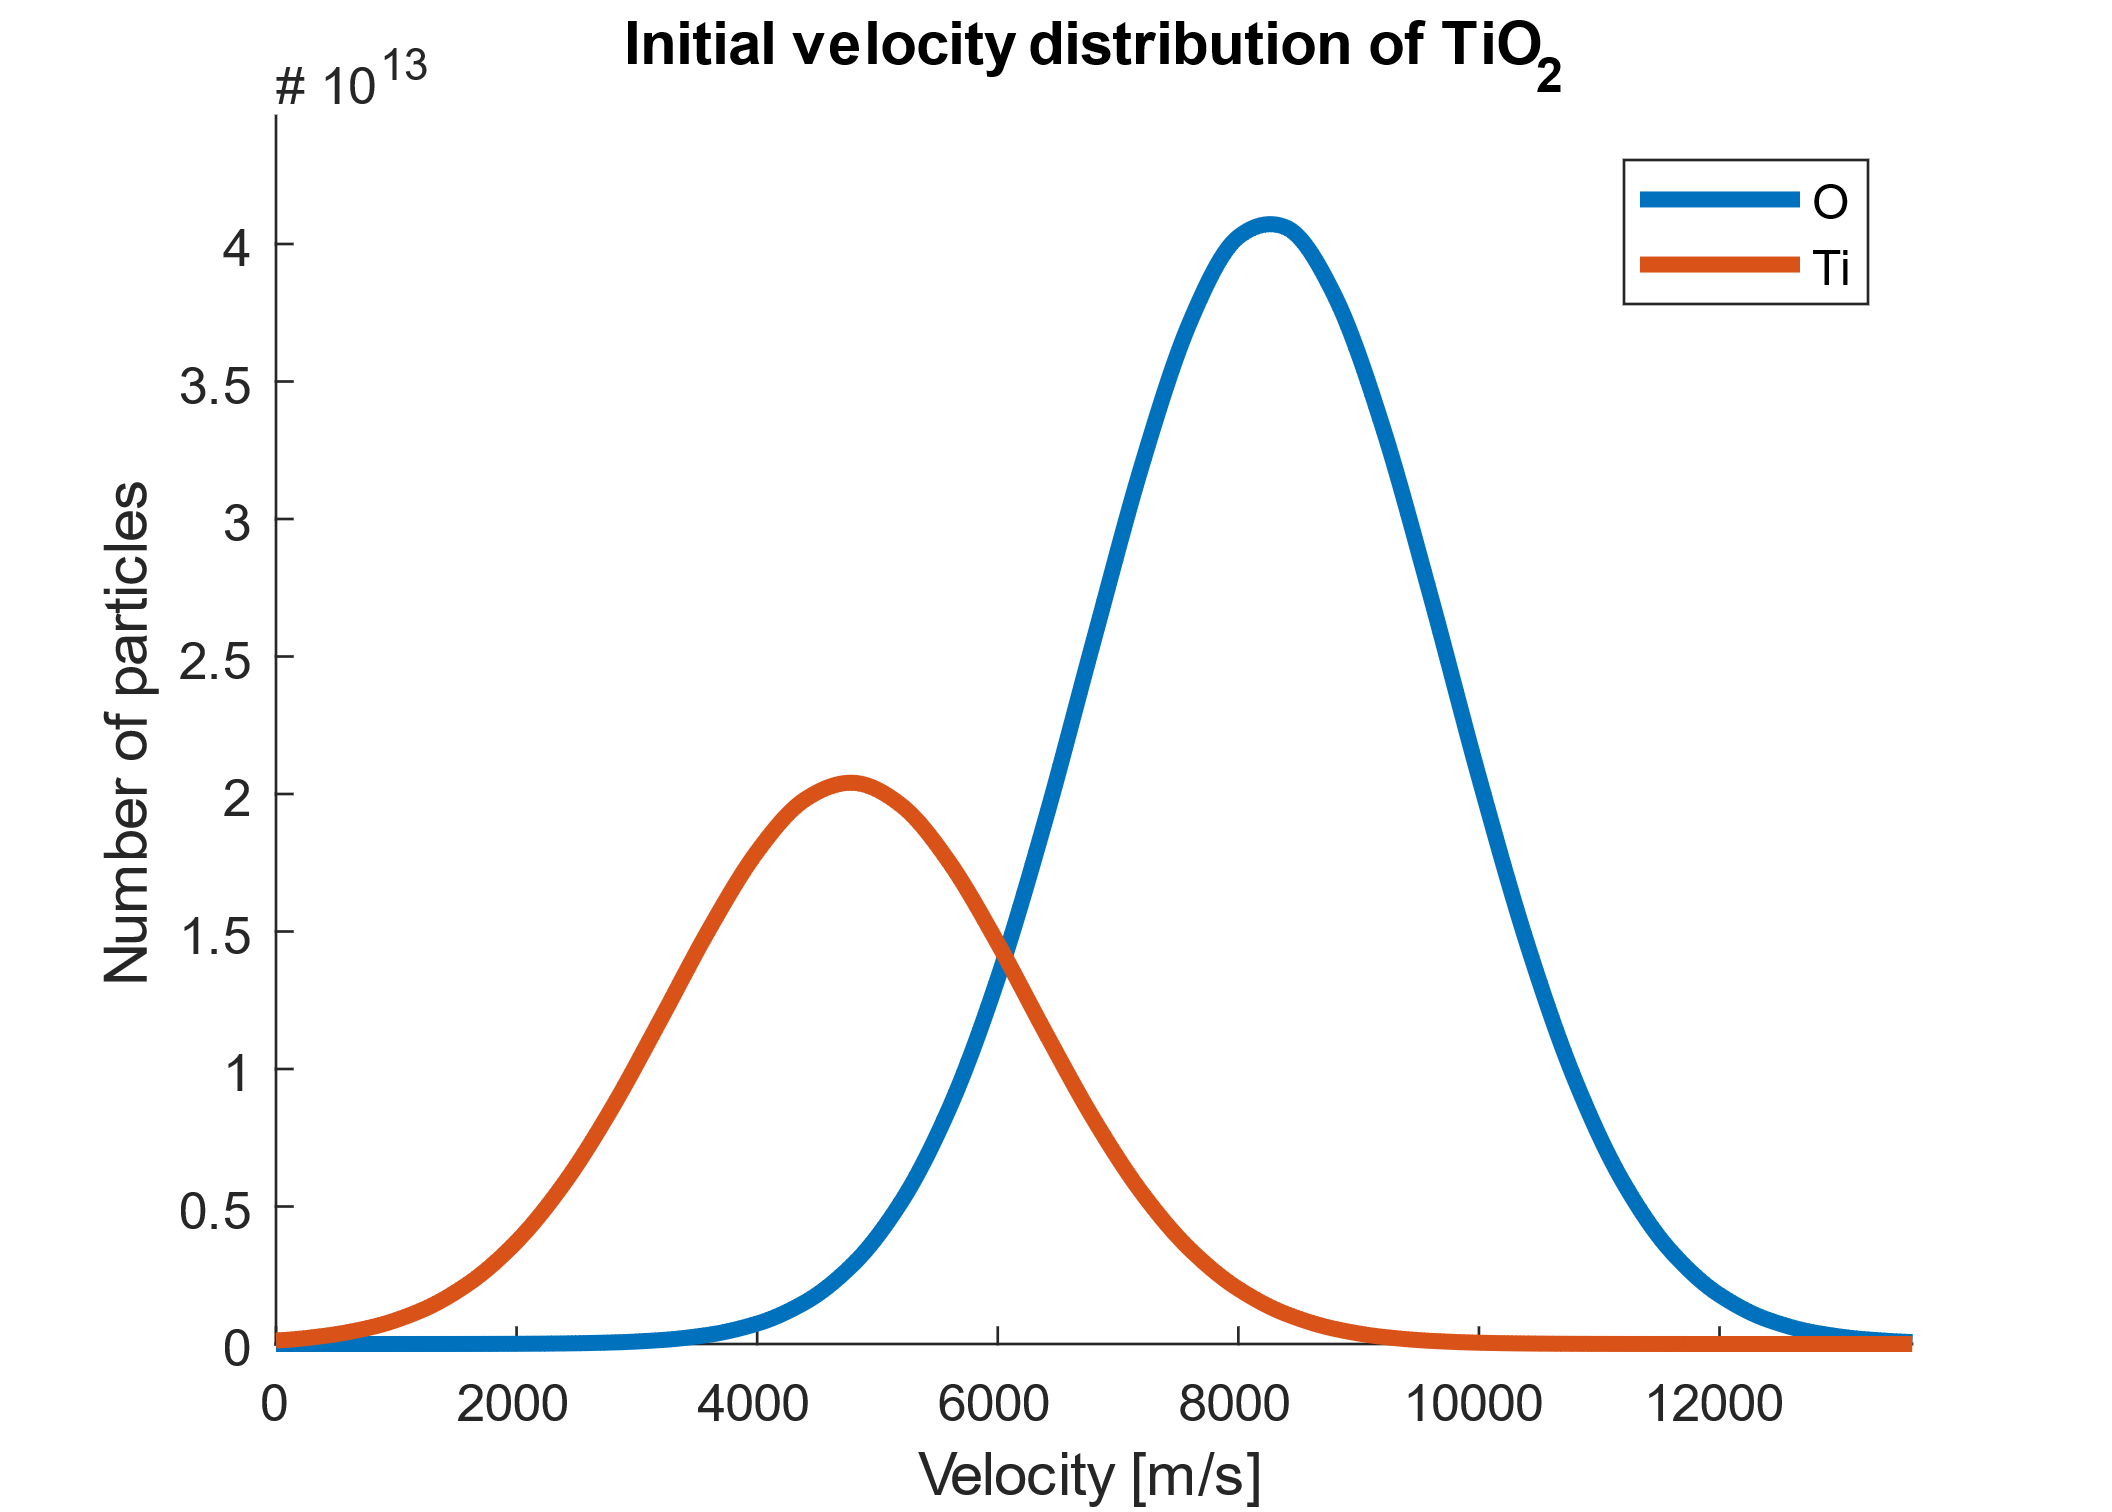 Initial velocity distribution of TiO2
# 10^13
O
Ti
4
3.5
3
2.5
2
1.5
1
0.5
0
Number of particles
0 2000 4000 6000 8000 10000 12000
Velocity [m/s]